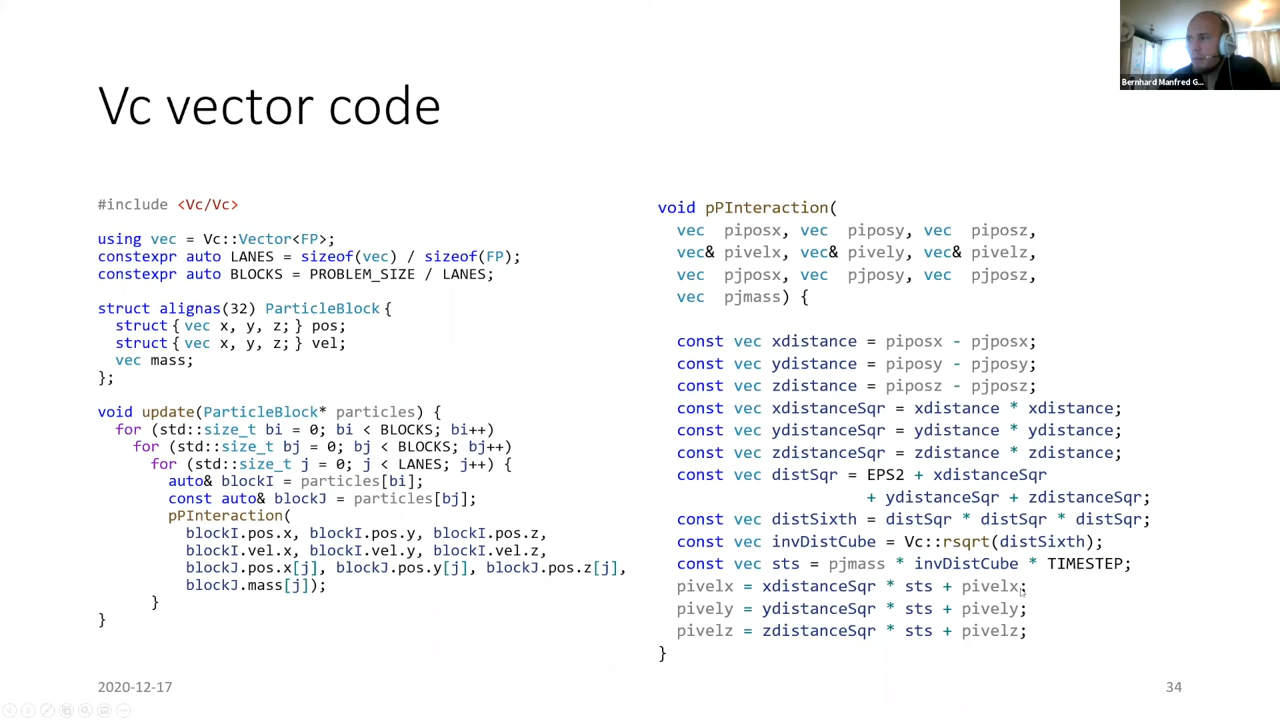 Bernhard Manfred G...
Vc vector code
#include <Vc/Vc>
using vec = Vc::Vector<FP>;
constexpr auto LANES = sizeof(vec) / sizeof(FP);
constexpr auto BLOCKS = PROBLEM_SIZE / LANES;
struct alignas(32) ParticleBlock {
struct { vec x, y, z; } pos;
struct { vec x, y, z; } vel;
vec mass;
};
void update(ParticleBlock* particles) {
for (std::size_t bi = 0; bi < BLOCKS; bi++)
for (std::size_t bj = 0; bj < BLOCKS; bj++)
for (std::size_t j = 0; j < LANES; j++) {
auto& blockI = particles[bi];
const auto& blockJ = particles[bj];
pPInteraction(
blockI.pos.x, blockI.pos.y, blockI.pos.z,
blockI.vel.x, blockI.vel.y, blockI.vel.z,
blockJ.pos.x[j], blockJ.pos.y[j], blockJ.pos.z[j],
blockJ.mass[j]);
}
}
void pPInteraction(
vec piposx, vec piposy, vec piposz,
vec& pivelx, vec& pively, vec& pivelz,
vec pjposx, vec pjposy, vec pjposz,
vec pjmass) {
const vec xdistance = piposx - pjposx;
const vec ydistance = piposy - pjposy;
const vec zdistance = piposz - pjposz;
const vec xdistanceSqr = xdistance * xdistance;
const vec ydistanceSqr = ydistance * ydistance;
const vec zdistanceSqr = zdistance * zdistance;
const vec distSqr = EPS2 + xdistanceSqr
+ ydistanceSqr + zdistanceSqr;
const vec distSixth = distSqr * distSqr * distSqr;
const vec invDistCube = Vc::rsqrt(distSixth);
const vec sts = pjmass * invDistCube * TIMESTEP;
pivelx = xdistanceSqr * sts + pivelx;
pively = ydistanceSqr * sts + pively;
pivelz = zdistanceSqr * sts + pivelz;
}
2020-12-17
34